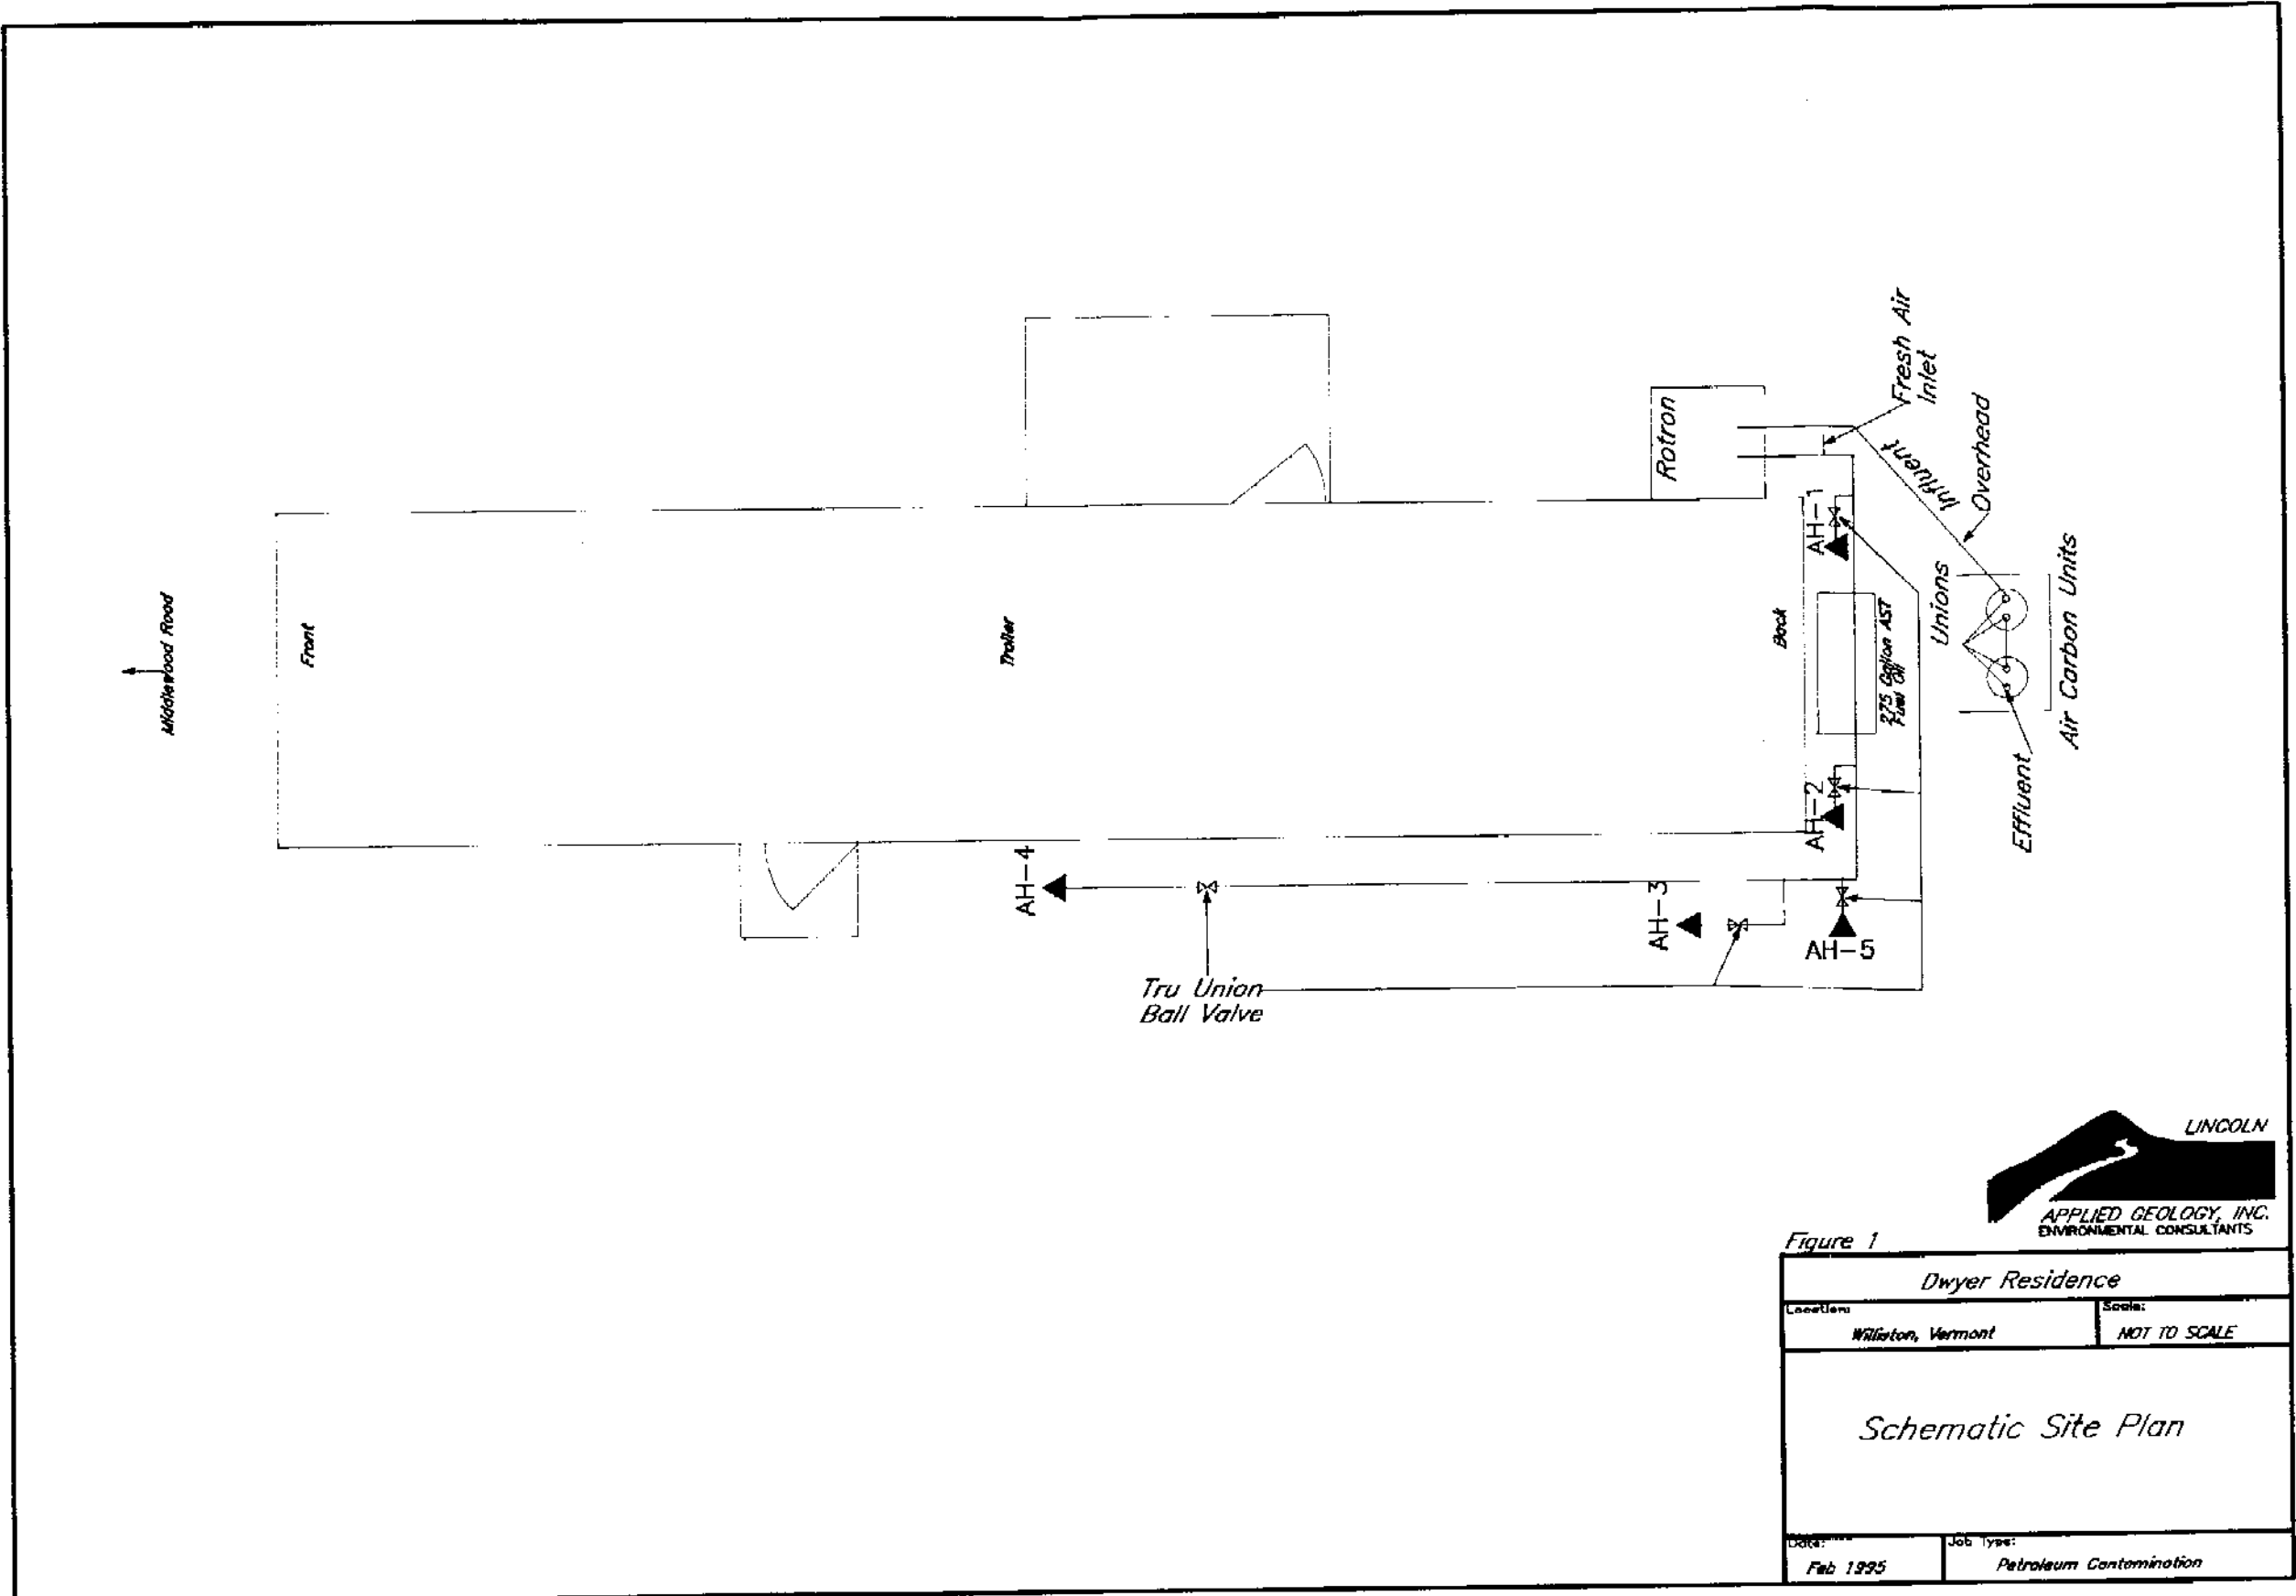 Middlewood Road
Front
Trailer
Back
Rotron
Fresh Air
Inlet
Influent
Overhead
AH-1
Unions
275 Gallon AST
Fuel Oil
Air Carbon Units
Effluent
AH-2
AH-4
AH-3
AH-5
Tru Union
Ball Valve
LINCOLN
APPLIED GEOLOGY, INC.
ENVIRONMENTAL CONSULTANTS
Figure 1
Dwyer Residence
Location:
Williston, Vermont
Scale:
NOT TO SCALE
Schematic Site Plan
Date:
Feb 1995
Job Type:
Petroleum Contamination